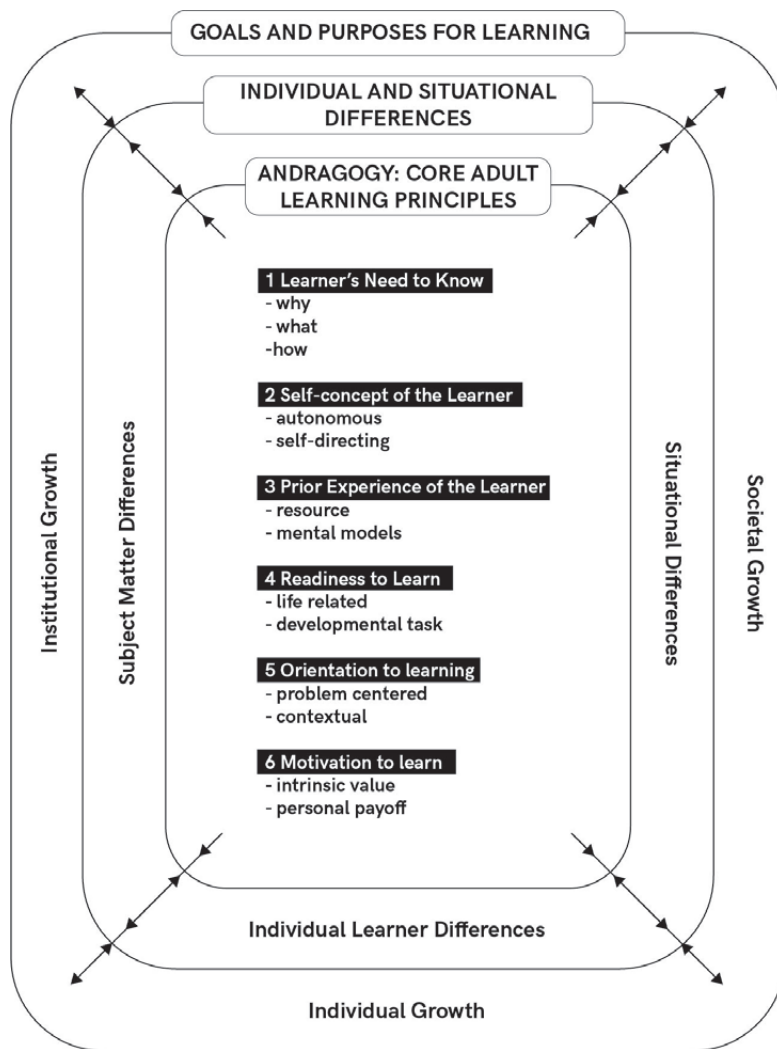 GOALS AND PURPOSES FOR LEARNING
INDIVIDUAL AND SITUATIONAL
DIFFERENCES
ANDRAGOGY: CORE ADULT
LEARNING PRINCIPLES
1 Learner's Need to Know
- why
- what
-how
2 Self-concept of the Learner
- autonomous
- self-directing
3 Prior Experience of the Learner
- resource
- mental models
4 Readiness to Learn
- life related
- developmental task
5 Orientation to learning
- problem centered
- contextual
6 Motivation to learn
- intrinsic value
- personal payoff
Institutional Growth
Subject Matter Differences
Situational Differences
Societal Growth
Individual Learner Differences
Individual Growth